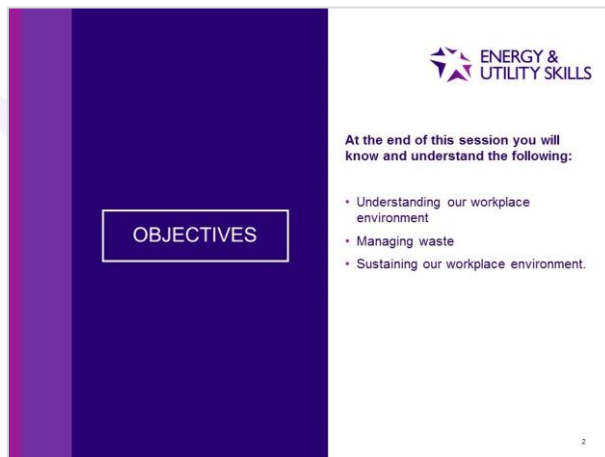 ENERGY &
UTILITY SKILLS
At the end of this session you will
know and understand the following:
• Understanding our workplace
environment
• Managing waste
• Sustaining our workplace environment.
OBJECTIVES
2